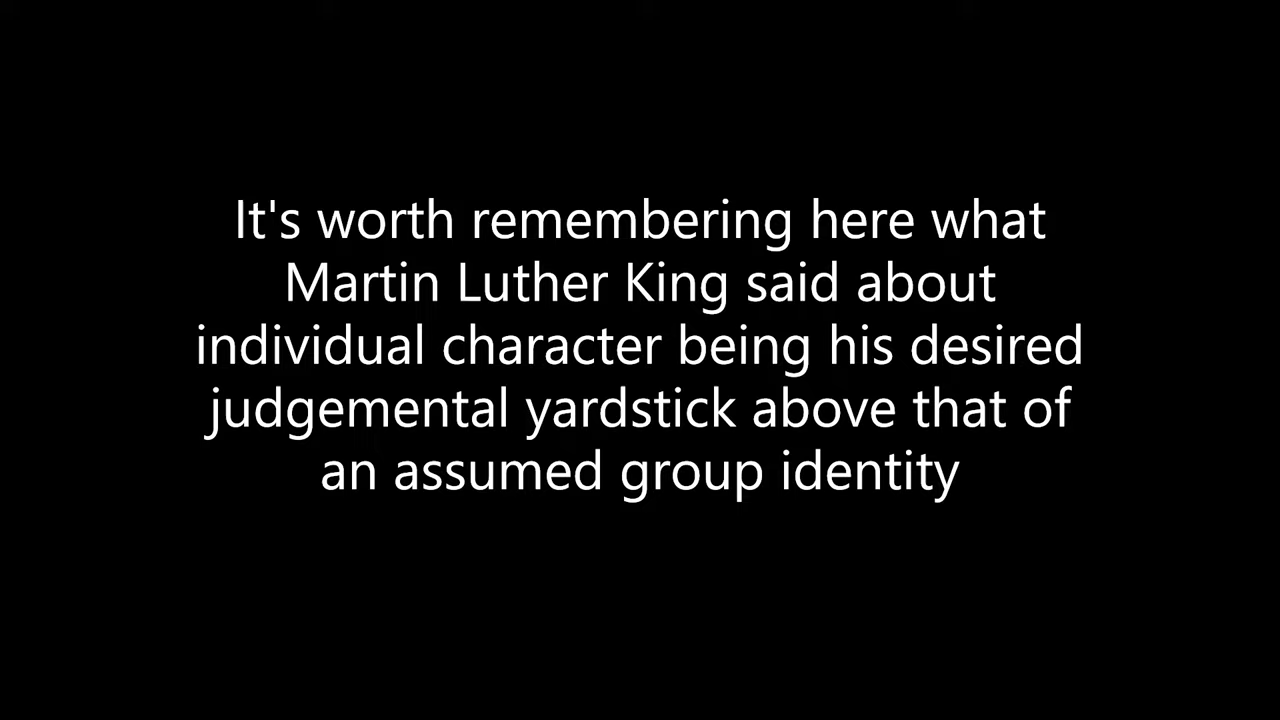 It's worth remembering here what
Martin Luther King said about
individual character being his desired
judgemental yardstick above that of
an assumed group identity